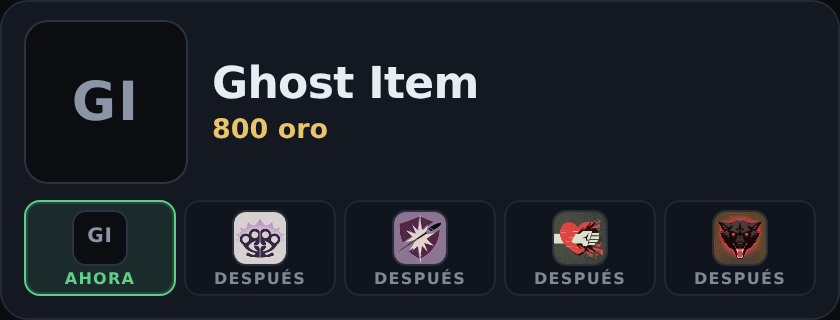 GI
Ghost Item
800 oro
GI
AHORA
DESPUÉS
DESPUÉS
DESPUÉS
DESPUÉS